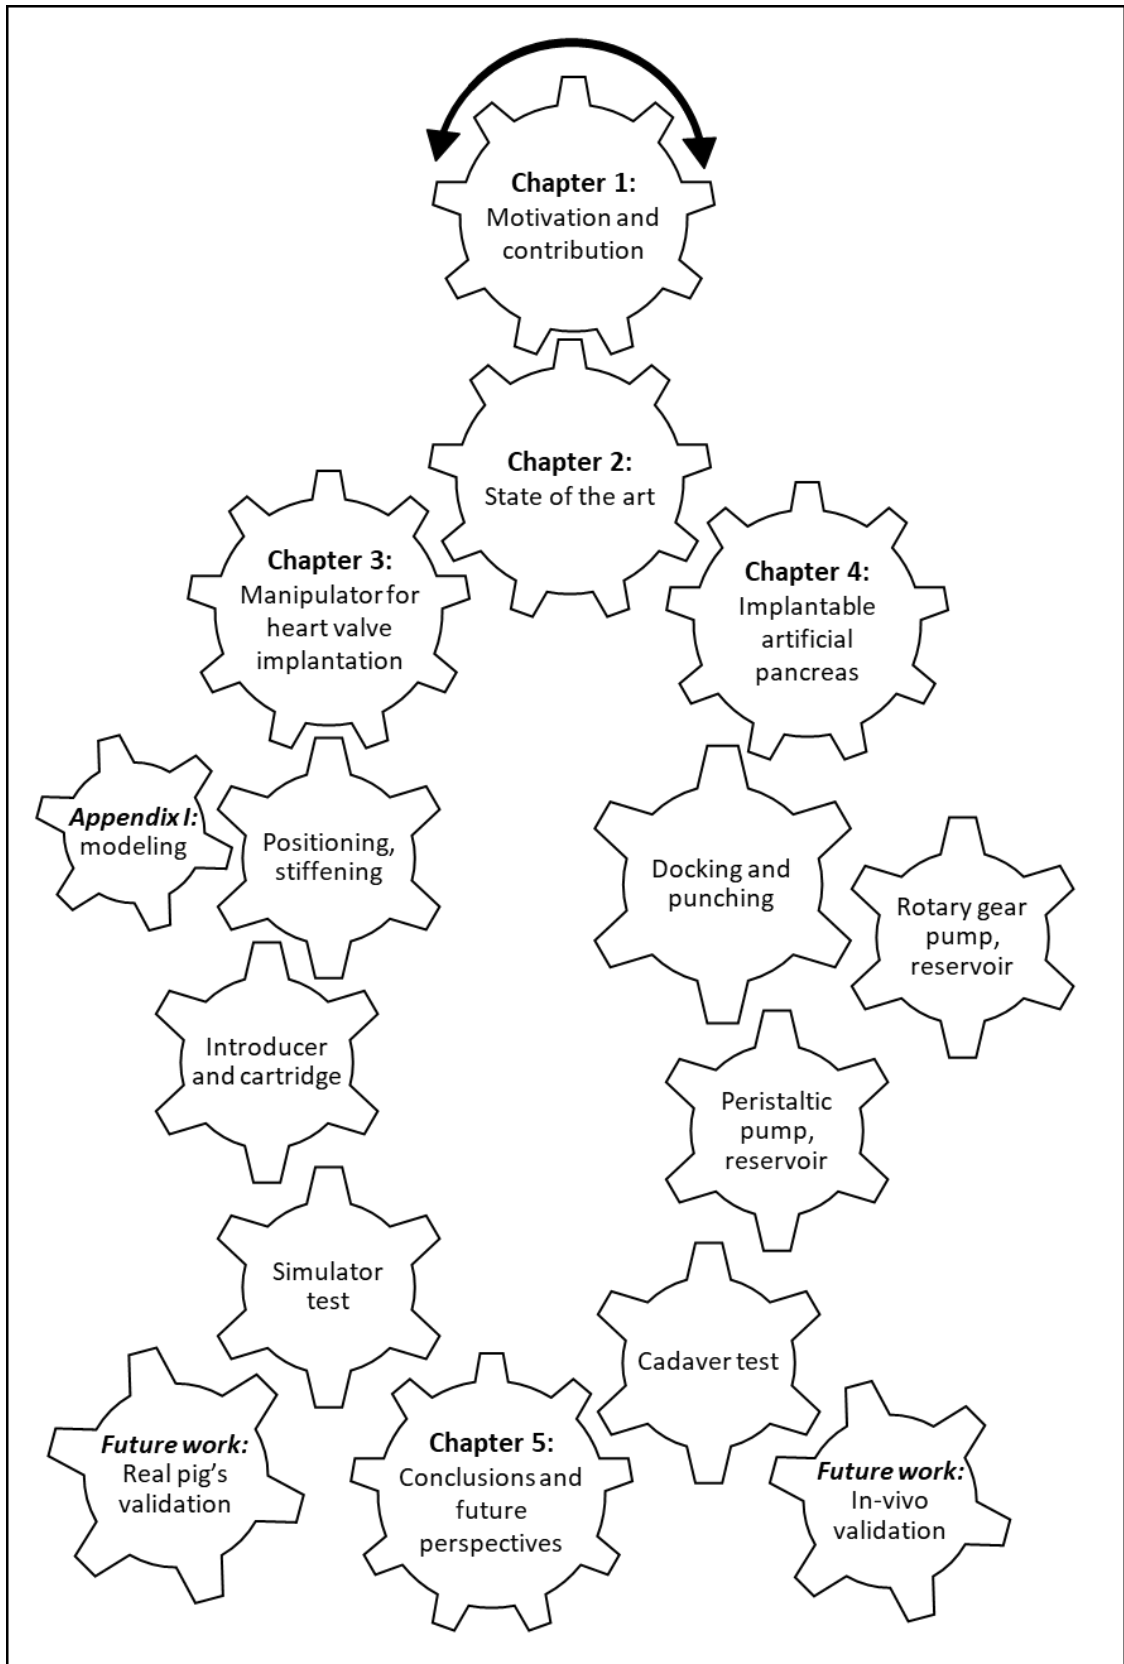 Chapter 1:
Motivation and
contribution
Chapter 2:
State of the art
Chapter 3:
Manipulator for
heart valve
implantation
Chapter 4:
Implantable
artificial
pancreas
Appendix I:
modeling
Positioning,
stiffening
Docking and
punching
Rotary gear
pump,
reservoir
Introducer
and cartridge
Peristaltic
pump,
reservoir
Simulator
test
Cadaver test
Future work:
Real pig's
validation
Chapter 5:
Conclusions and
future
perspectives
Future work:
In-vivo
validation